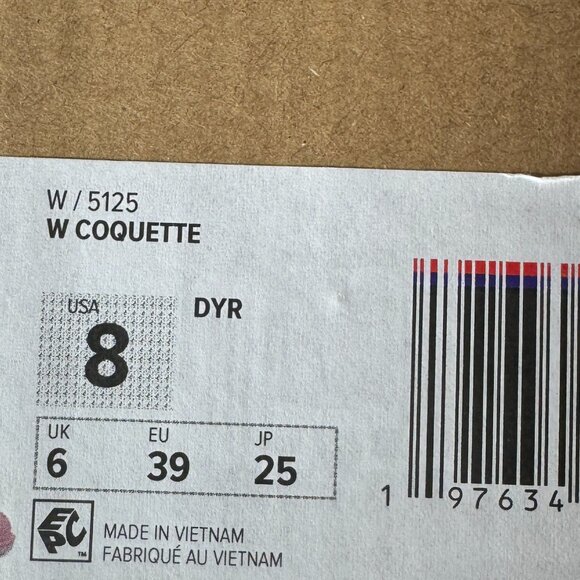 W / 5125
W COQUETTE
USA
8
DYR
UK EU JP
6 39 25
1 97634
EPC™
MADE IN VIETNAM
FABRIQUÉ AU VIETNAM